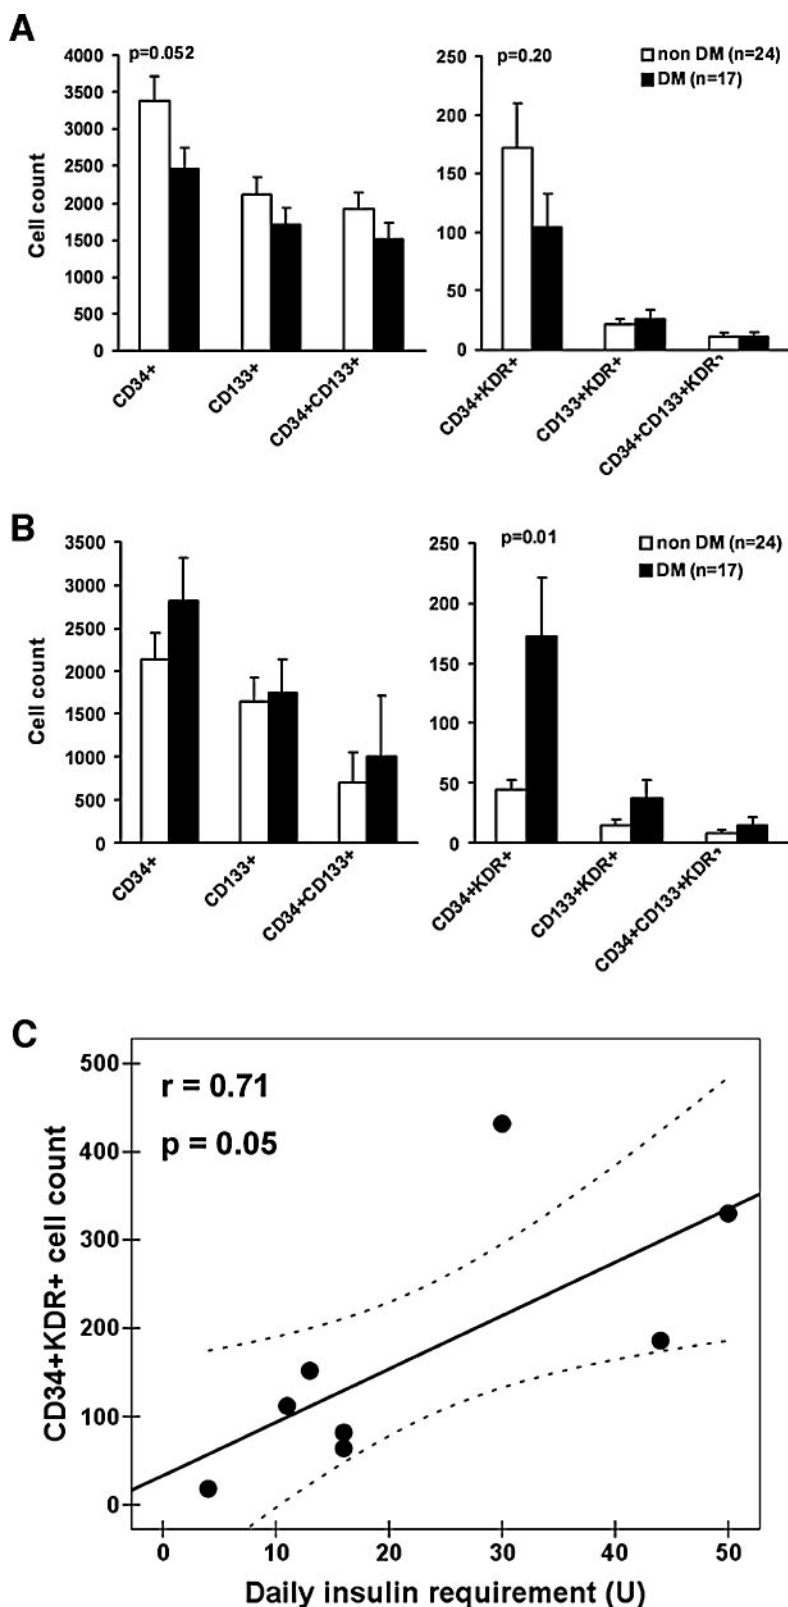 A
p=0.052
4000
3500
3000
2500
2000
1500
1000
500
0
Cell count
CD34+
CD133+
CD34+CD133+
p=0.20
250
200
150
100
50
0
CD34+KDR+
CD133+KDR+
CD34+CD133+KDR+
non DM (n=24)
DM (n=17)
B
3500
3000
2500
2000
1500
1000
500
0
Cell count
CD34+
CD133+
CD34+CD133+
p=0.01
250
200
150
100
50
0
CD34+KDR+
CD133+KDR+
CD34+CD133+KDR+
non DM (n=24)
DM (n=17)
C
r = 0.71
p = 0.05
500
400
300
200
100
0
CD34+KDR+ cell count
0 10 20 30 40 50
Daily insulin requirement (U)